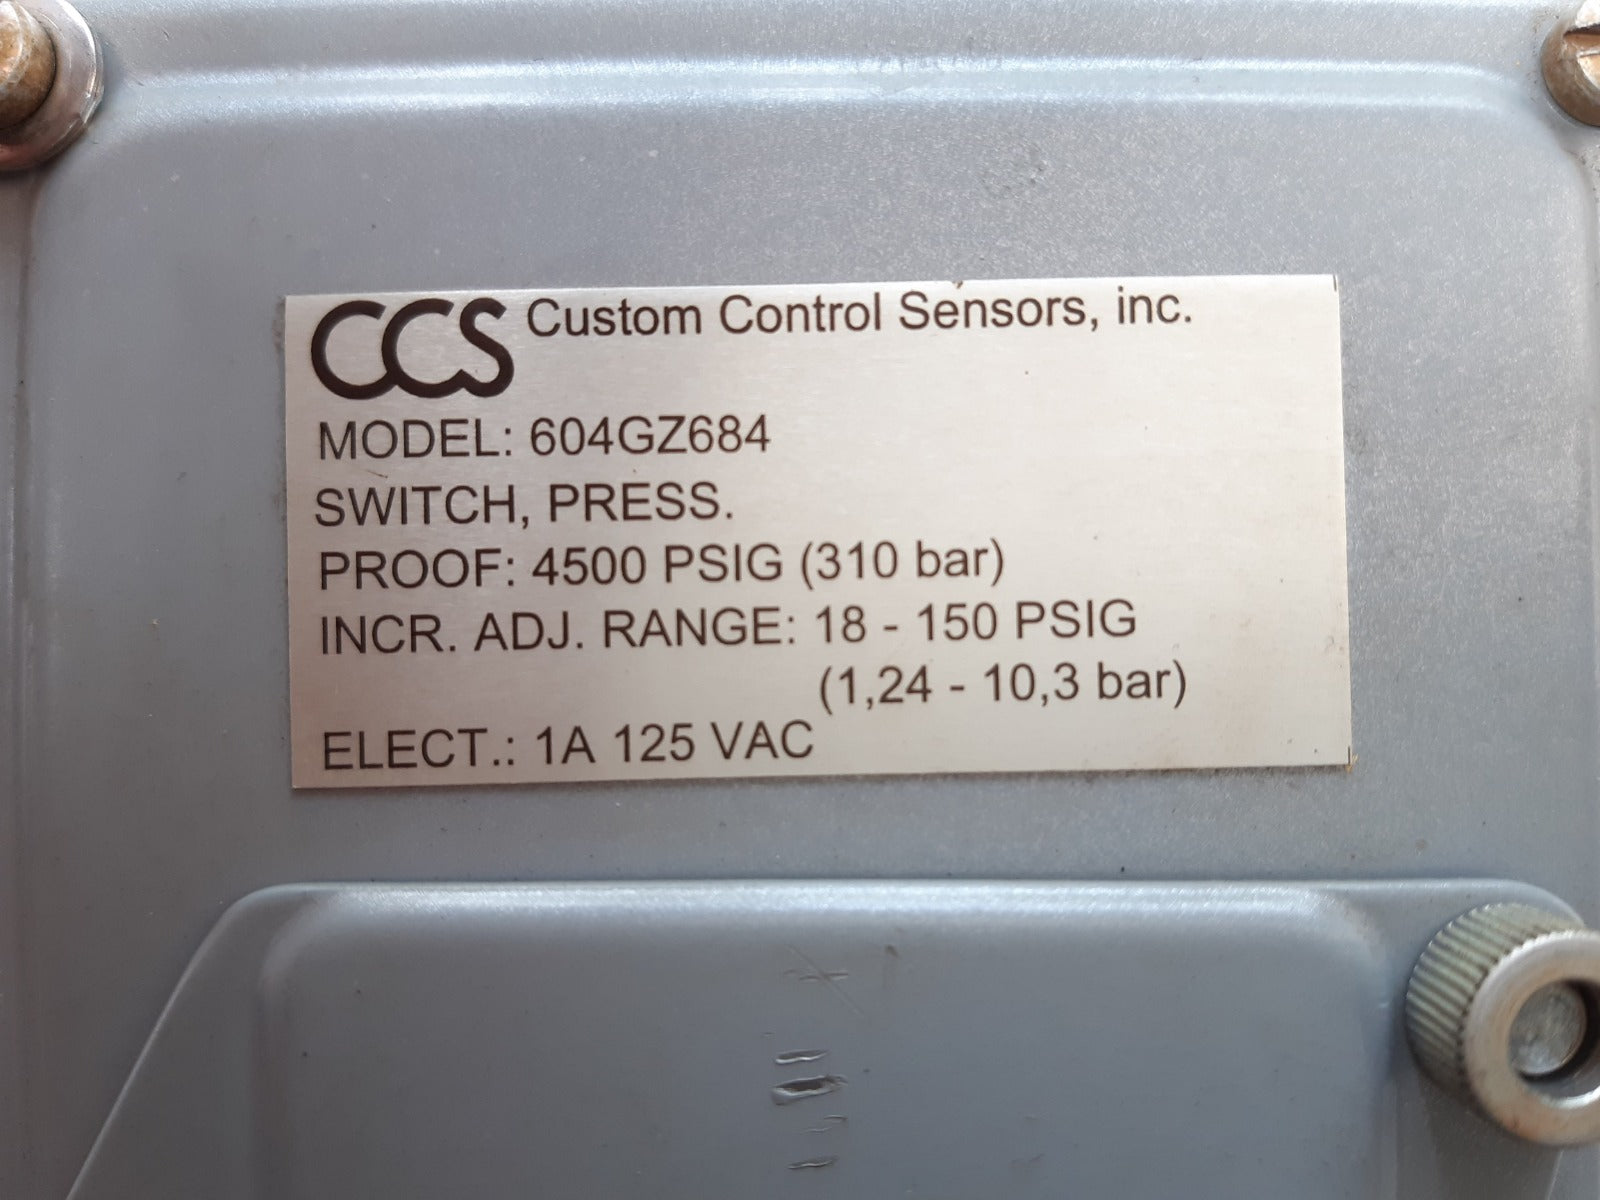 CCS Custom Control Sensors, inc.
MODEL: 604GZ684
SWITCH, PRESS.
PROOF: 4500 PSIG (310 bar)
INCR. ADJ. RANGE: 18 - 150 PSIG
(1,24 - 10,3 bar)
ELECT.: 1A 125 VAC